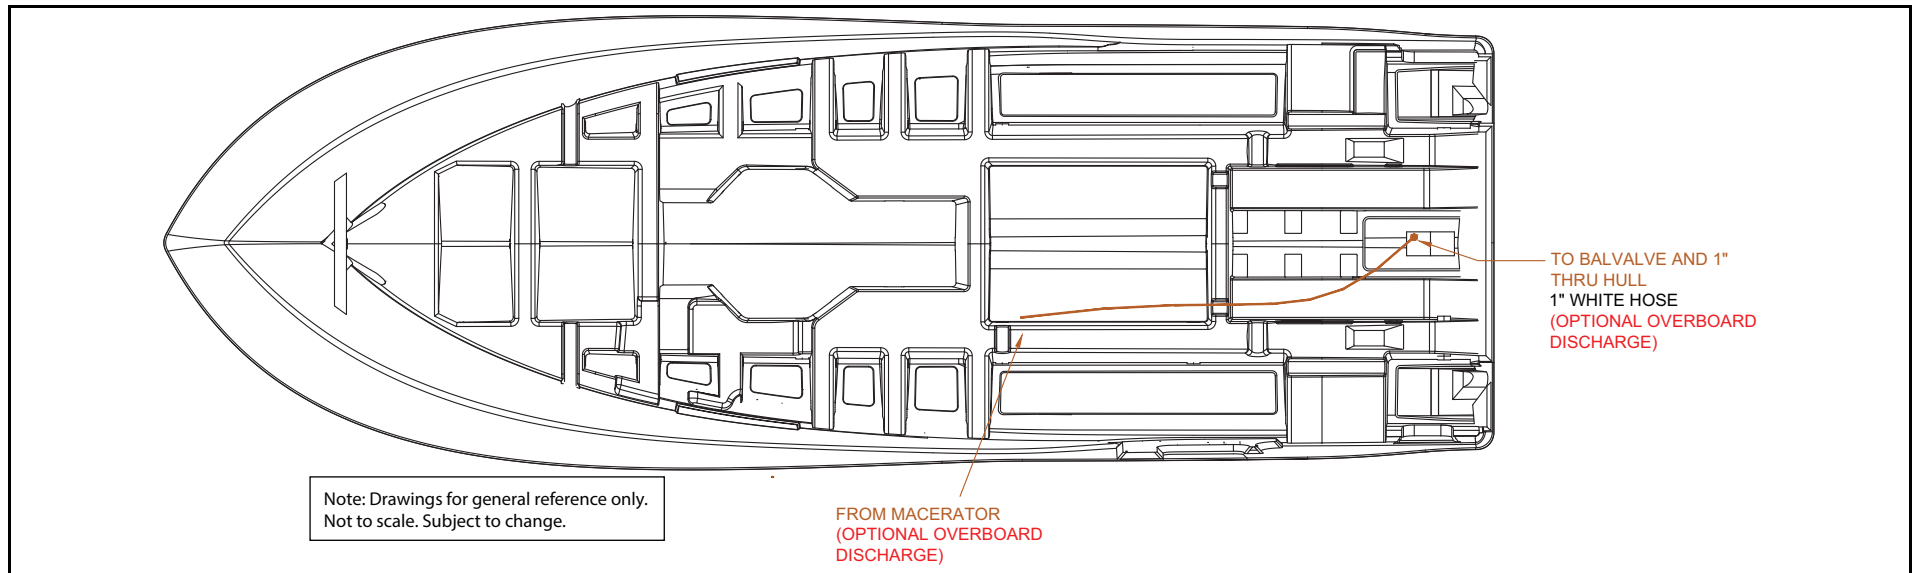 TO BALVALVE AND 1"
THRU HULL
1" WHITE HOSE
(OPTIONAL OVERBOARD
DISCHARGE)
Note: Drawings for general reference only.
Not to scale. Subject to change.
FROM MACERATOR
(OPTIONAL OVERBOARD
DISCHARGE)